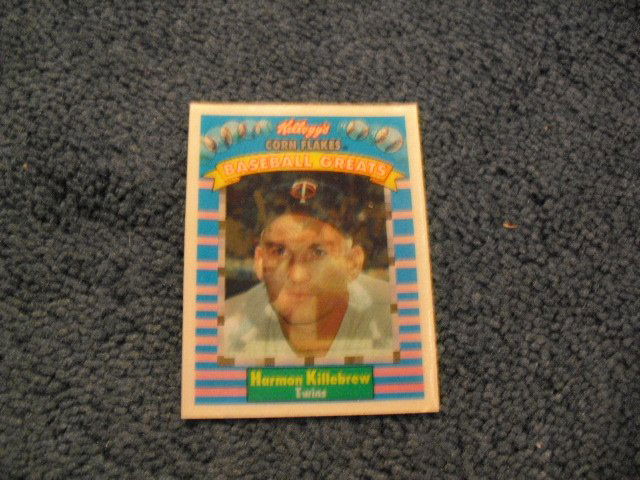 Kellogg's
CORN FLAKES
BASEBALL GREATS
Harmon Killebrew
Twins